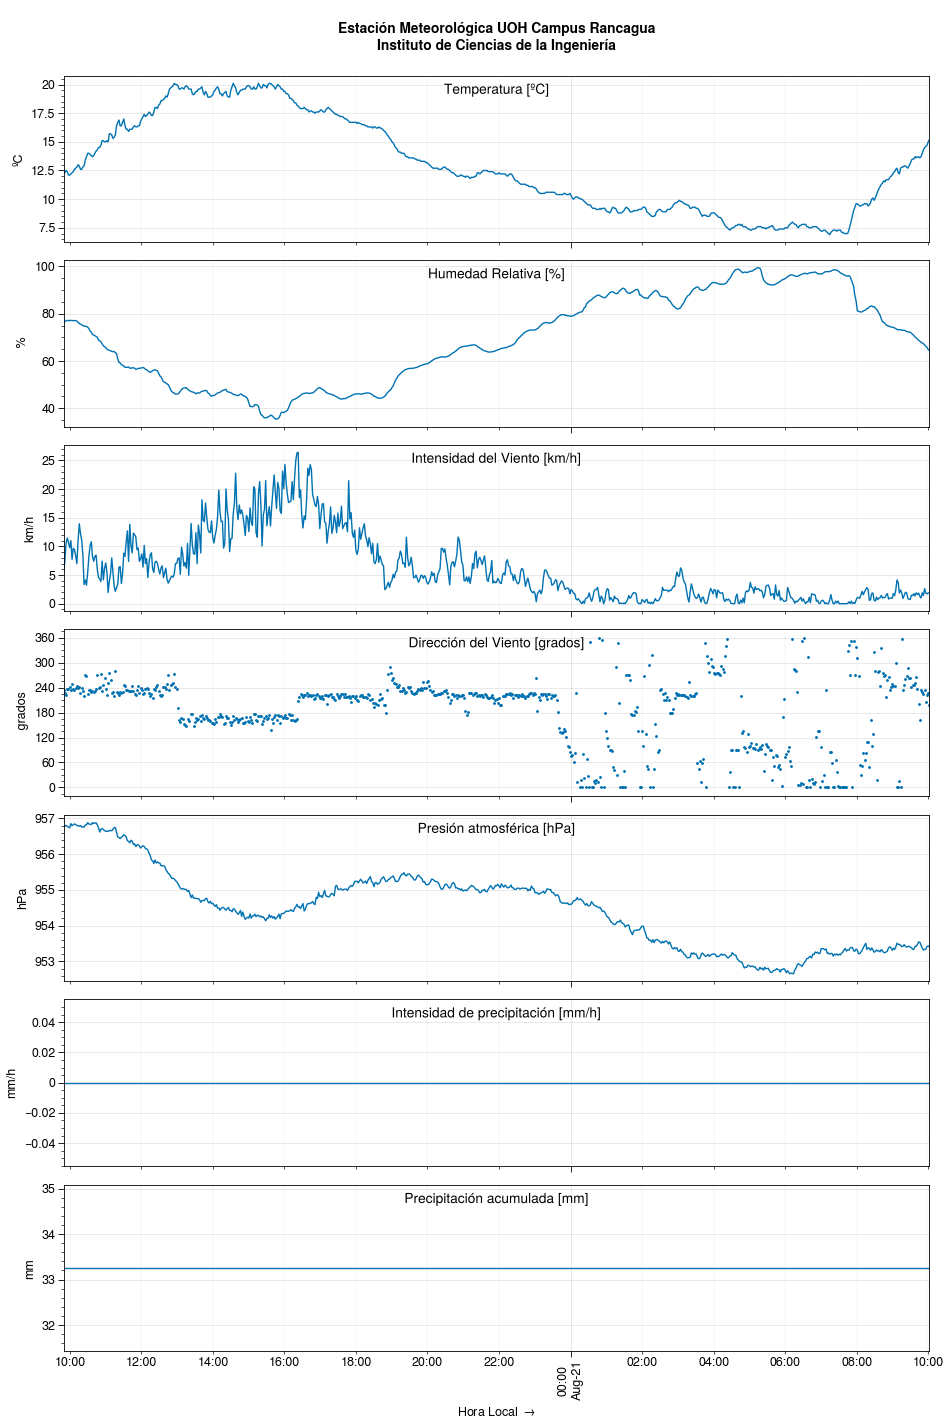 Estación Meteorológica UOH Campus Rancagua
Instituto de Ciencias de la Ingeniería
Temperatura [ºC]
ºC
20
17.5
15
12.5
10
7.5
Humedad Relativa [%]
%
100
80
60
40
Intensidad del Viento [km/h]
km/h
25
20
15
10
5
0
Dirección del Viento [grados]
grados
360
300
240
180
120
60
0
Presión atmosférica [hPa]
hPa
957
956
955
954
953
Intensidad de precipitación [mm/h]
mm/h
0.04
0.02
0
−0.02
−0.04
Precipitación acumulada [mm]
mm
35
34
33
32
10:00 12:00 14:00 16:00 18:00 20:00 22:00 00:00 02:00 04:00 06:00 08:00 10:00
Aug-21
Hora Local →